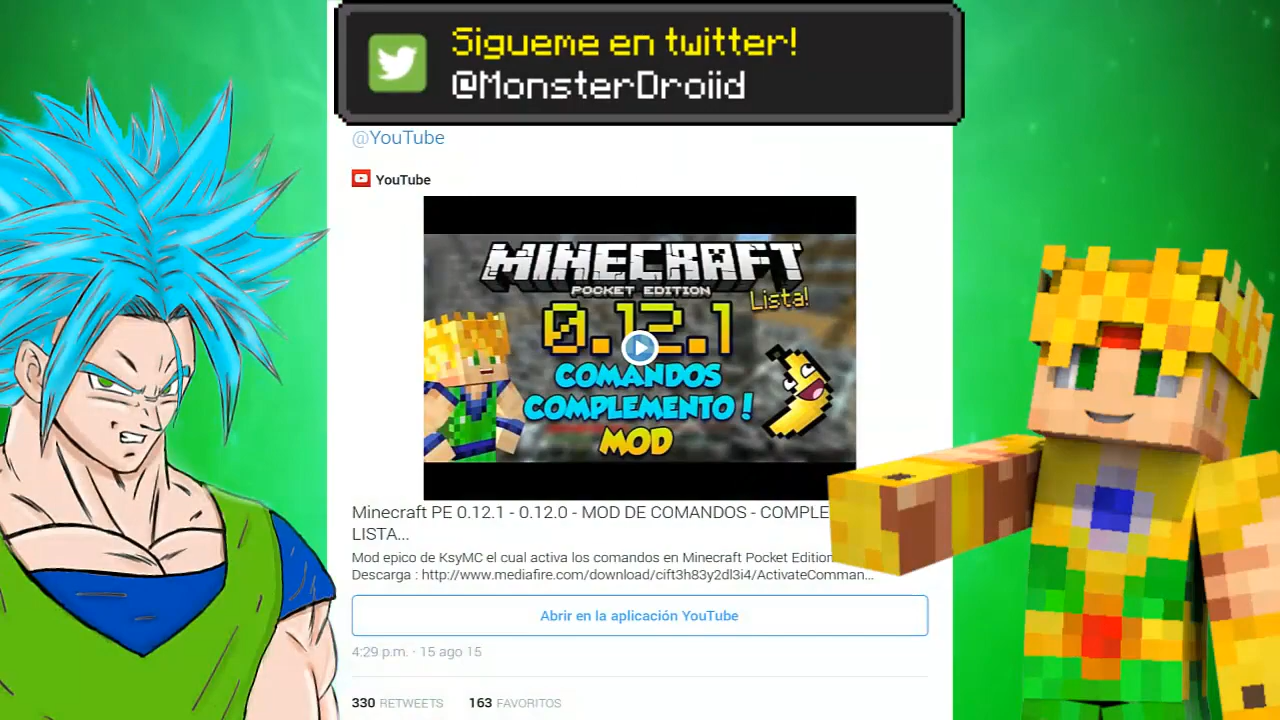 Sigueme en twitter!
@MonsterDroiid
@YouTube
YouTube
MINECRAFT
POCKET EDITION
Lista!
0.12.1
COMANDOS
COMPLEMENTO!
MOD
Minecraft PE 0.12.1 - 0.12.0 - MOD DE COMANDOS - COMPLE
LISTA...
Mod epico de KsyMC el cual activa los comandos en Minecraft Pocket Edition
Descarga : http://www.mediafire.com/download/cift3h83y2dl3i4/ActivateComman...
Abrir en la aplicación YouTube
4:29 p.m. · 15 ago 15
330 RETWEETS 163 FAVORITOS